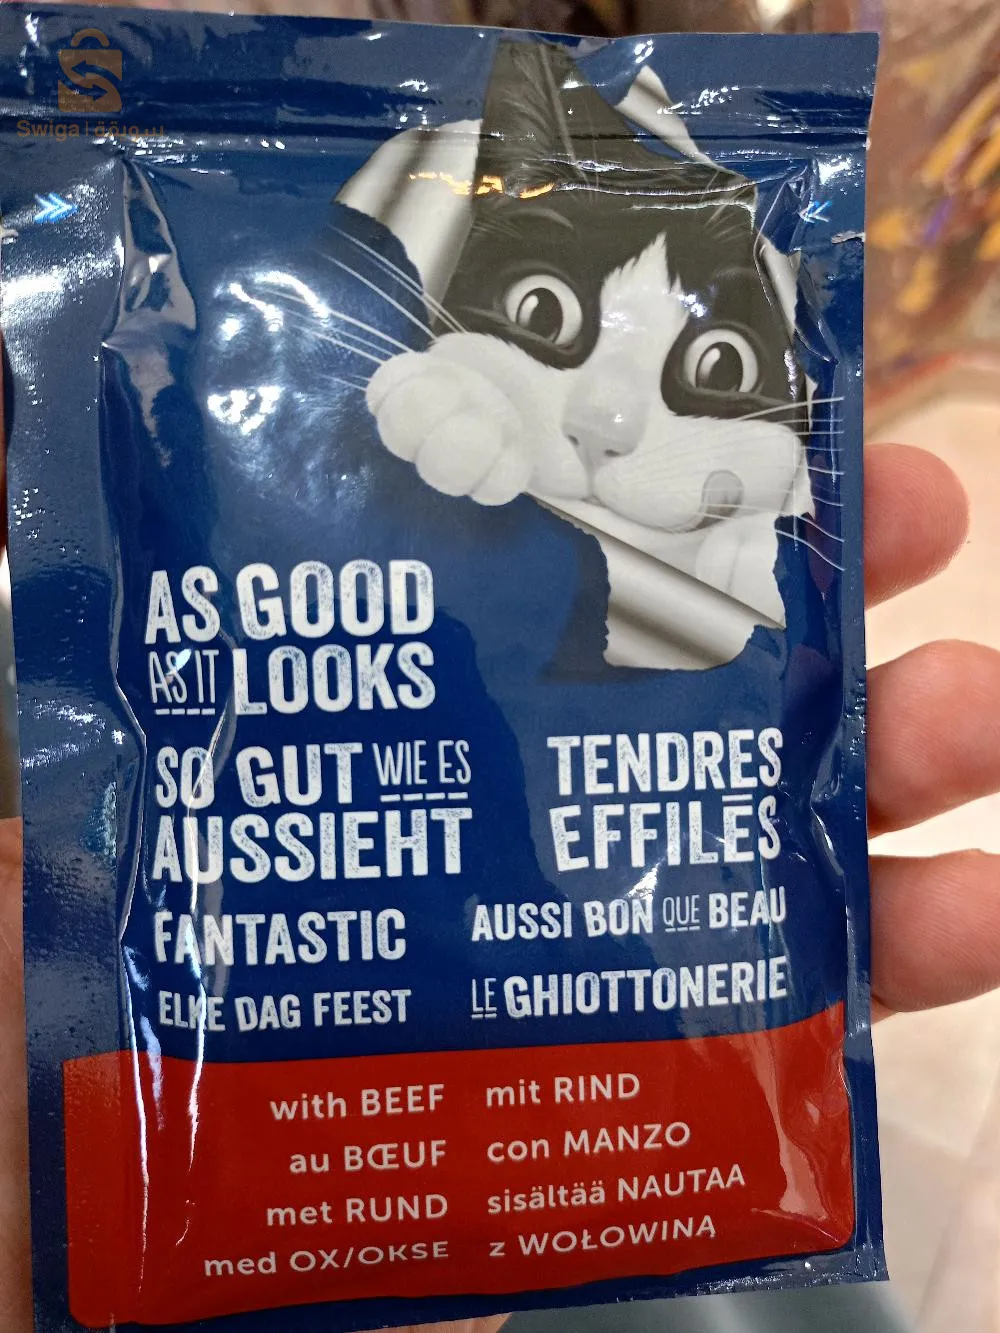 Swiga | سويقة
AS GOOD
AS IT LOOKS
SO GUT WIE ES
AUSSIEHT
FANTASTIC
ELKE DAG FEEST
TENDRES
EFFILÉS
AUSSI BON QUE BEAU
LE GHIOTTONERIE
with BEEF
au BŒUF
met RUND
med OX/OKSE
mit RIND
con MANZO
sisältää NAUTAA
z WOŁOWINĄ